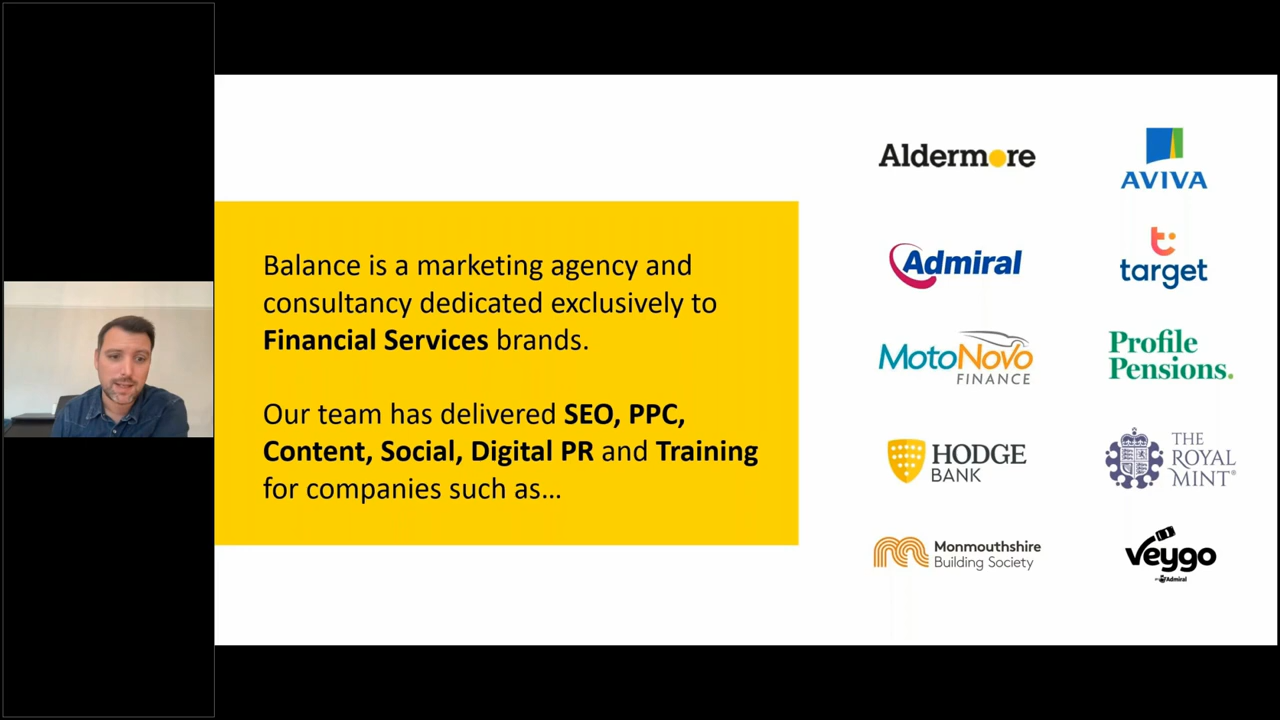 Balance is a marketing agency and
consultancy dedicated exclusively to
Financial Services brands.
Our team has delivered SEO, PPC,
Content, Social, Digital PR and Training
for companies such as…
Aldermore
AVIVA
Admiral
target
MotoNovo
FINANCE
Profile
Pensions.
HODGE
BANK
THE
ROYAL
MINT®
Monmouthshire
Building Society
veygo
BY Admiral